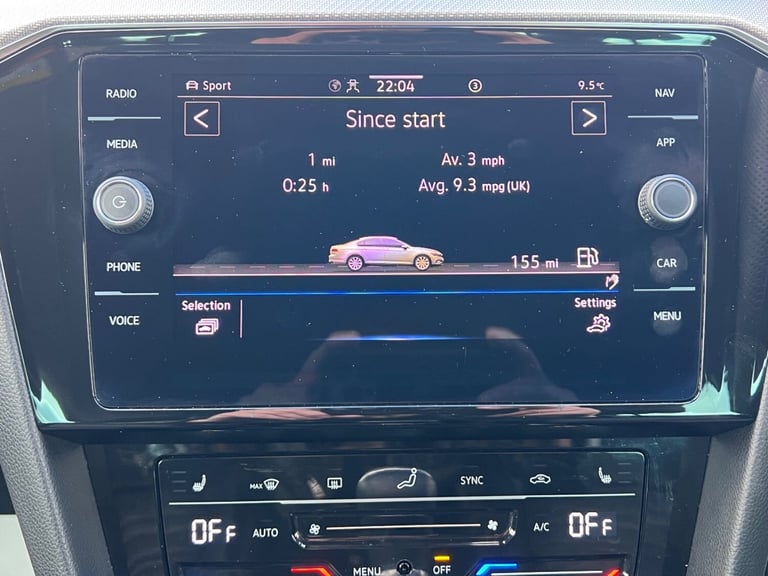 RADIO
MEDIA
PHONE
VOICE
Sport
22:04
3
9.5°C
<
Since start
>
1 mi
Av. 3 mph
0:25 h
Avg. 9.3 mpg(UK)
155 mi
Selection
Settings
NAV
APP
CAR
MENU
MAX
SYNC
OFF
AUTO
A/C
OFF
MENU
OFF